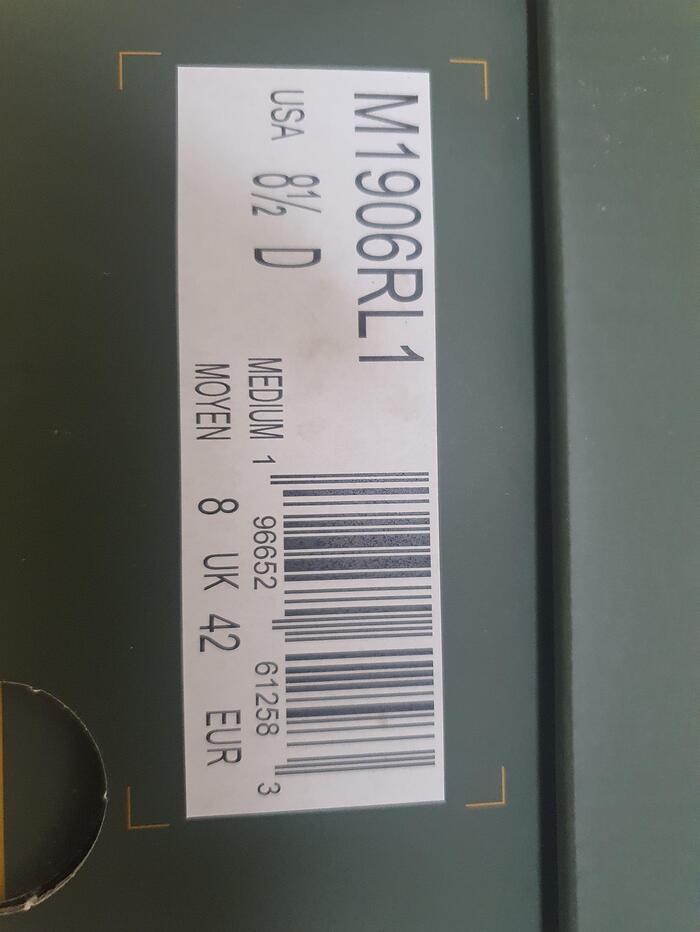 M1906RL1
USA 8½ D
MEDIUM
MOYEN 8 UK 42 EUR
1 96652 61258 3